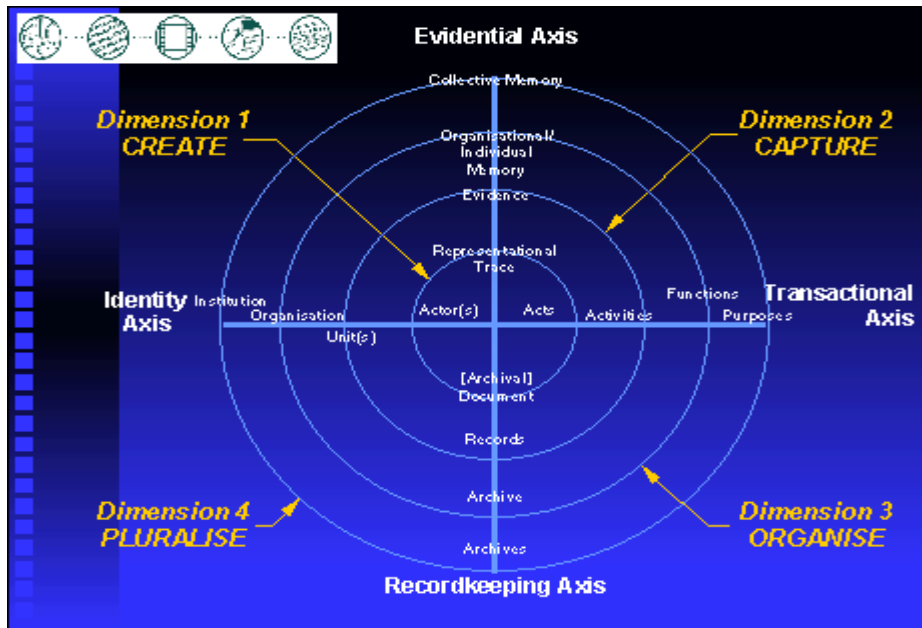 Evidential Axis
Collective Memory
Dimension 1
CREATE
Dimension 2
CAPTURE
Organisational/
Individual
Memory
Evidence
Representational
Trace
Identity
Axis
Institution
Organisation
Unit(s)
Actor(s)
Acts
Activities
Functions
Purposes
Transactional
Axis
[Archival]
Document
Records
Archive
Archives
Dimension 4
PLURALISE
Dimension 3
ORGANISE
Recordkeeping Axis